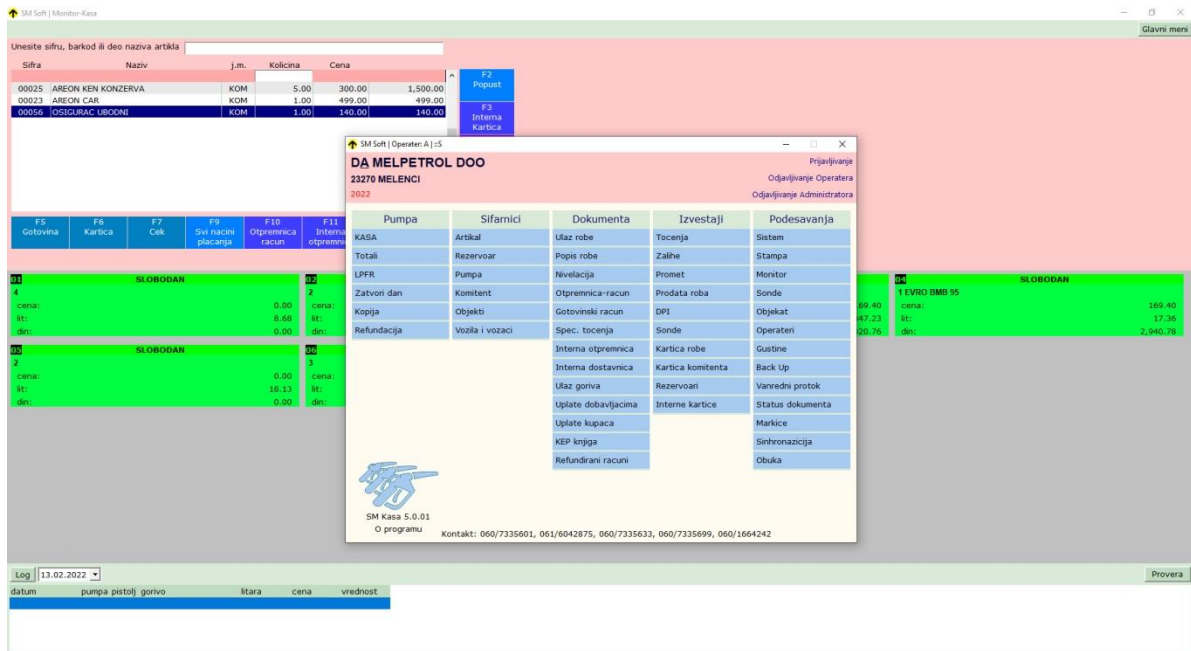 SM Soft | Monitor-Kasa
Glavni meni
Unesite sifru, barkod ili deo naziva artikla
Sifra Naziv j.m. Kolicina Cena
00025 AREON KEN KONZERVA KOM 5.00 300.00 1,500.00
00023 AREON CAR KOM 1.00 499.00 499.00
00056 OSIGURAC UBODNI KOM 1.00 140.00 140.00
F2
Popust
F3
Interna
Kartica
F5
Gotovina
F6
Kartica
F7
Cek
F9
Svi nacini
placanja
F10
Otpremnica
racun
F11
Interna
otpremni
SM Soft | Operater: A | ::S
DA MELPETROL DOO
23270 MELENCI
2022
Prijavljivanje
Odjavljivanje Operatera
Odjavljivanje Administratora
Pumpa
KASA
Totali
LPFR
Zatvori dan
Kopija
Refundacija
Sifarnici
Artikal
Rezervoar
Pumpa
Komitent
Objekti
Vozila i vozaci
Dokumenta
Ulaz robe
Popis robe
Nivelacija
Otpremnica-racun
Gotovinski racun
Spec. tocenja
Interna otpremnica
Interna dostavnica
Ulaz goriva
Uplate dobavljacima
Uplate kupaca
KEP knjiga
Refundirani racuni
Izvestaji
Tocenja
Zalihe
Promet
Prodata roba
DPI
Sonde
Kartica robe
Kartica komitenta
Rezervoari
Interne kartice
Podesavanja
Sistem
Stampa
Monitor
Sonde
Objekat
Operateri
Gustine
Back Up
Vanredni protok
Status dokumenta
Markice
Sinhronazicija
Obuka
SM Kasa 5.0.01
O programu
Kontakt: 060/7335601, 061/6042875, 060/7335633, 060/7335699, 060/1664242
01 SLOBODAN
4
cena: 0.00
lit: 8.68
din: 0.00
02
2
cena:
lit:
din:
69.40
47.23
20.76
04 SLOBODAN
1 EVRO BMB 95
cena: 169.40
lit: 17.36
din: 2,940.78
05 SLOBODAN
2
cena: 0.00
lit: 18.13
din: 0.00
06
3
cena:
lit:
din:
Log 13.02.2022
Provera
datum pumpa pistolj gorivo litara cena vrednost